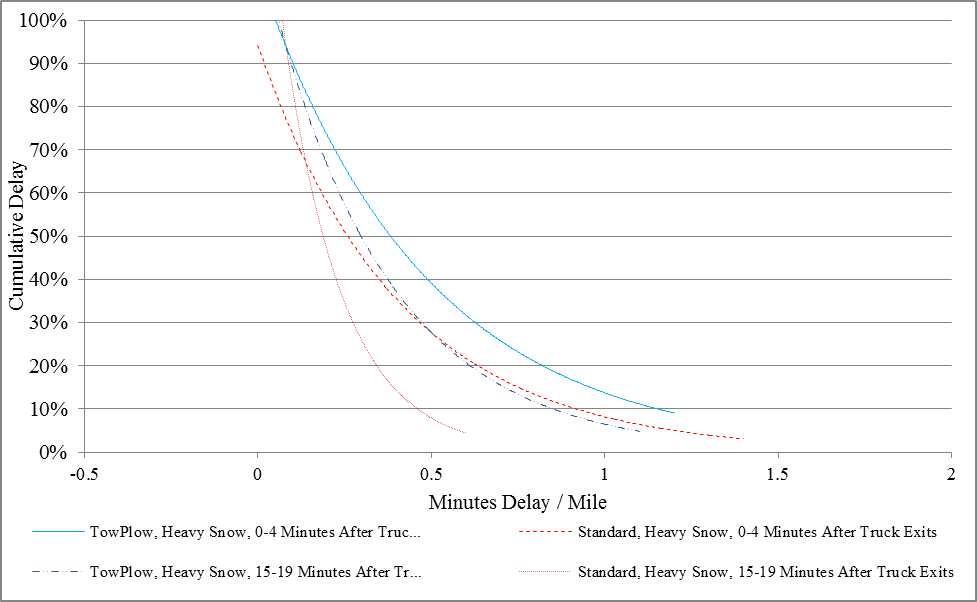 100%
90%
80%
70%
60%
50%
40%
30%
20%
10%
0%
Cumulative Delay
-0.5 0 0.5 1 1.5 2
Minutes Delay / Mile
TowPlow, Heavy Snow, 0-4 Minutes After Truc... Standard, Heavy Snow, 0-4 Minutes After Truck Exits
TowPlow, Heavy Snow, 15-19 Minutes After Tr... Standard, Heavy Snow, 15-19 Minutes After Truck Exits